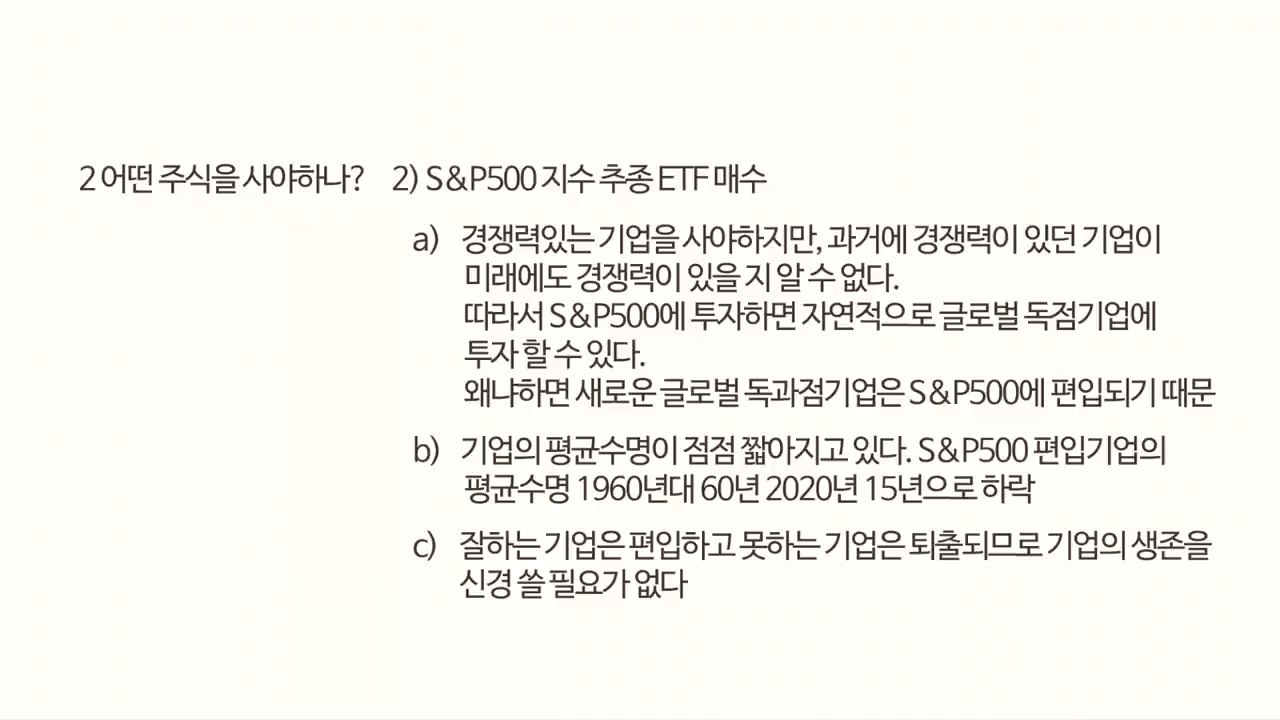 2 어떤 주식을 사야하나? 2) S&P500 지수 추종 ETF 매수
a) 경쟁력있는 기업을 사야하지만, 과거에 경쟁력이 있던 기업이
미래에도 경쟁력이 있을 지 알 수 없다.
따라서 S&P500에 투자하면 자연적으로 글로벌 독점기업에
투자 할 수 있다.
왜냐하면 새로운 글로벌 독과점기업은 S&P500에 편입되기 때문
b) 기업의 평균수명이 점점 짧아지고 있다. S&P500 편입기업의
평균수명 1960년대 60년 2020년 15년으로 하락
c) 잘하는 기업은 편입하고 못하는 기업은 퇴출되므로 기업의 생존을
신경 쓸 필요가 없다